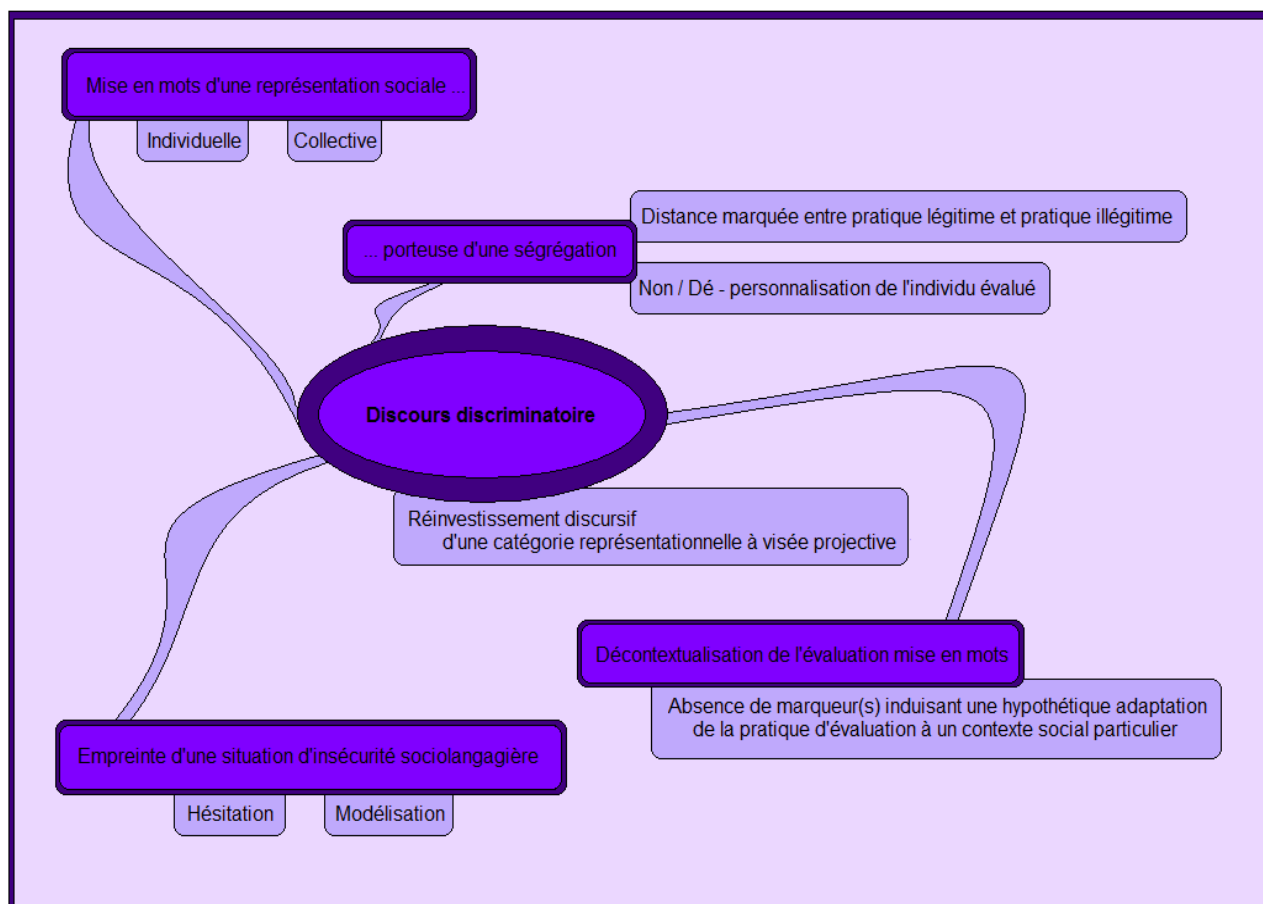 Mise en mots d'une représentation sociale ...
Individuelle
Collective
... porteuse d'une ségrégation
Distance marquée entre pratique légitime et pratique illégitime
Non / Dé - personnalisation de l'individu évalué
Discours discriminatoire
Réinvestissement discursif
d'une catégorie représentationnelle à visée projective
Décontextualisation de l'évaluation mise en mots
Absence de marqueur(s) induisant une hypothétique adaptation
de la pratique d'évaluation à un contexte social particulier
Empreinte d'une situation d'insécurité sociolangagière
Hésitation
Modélisation